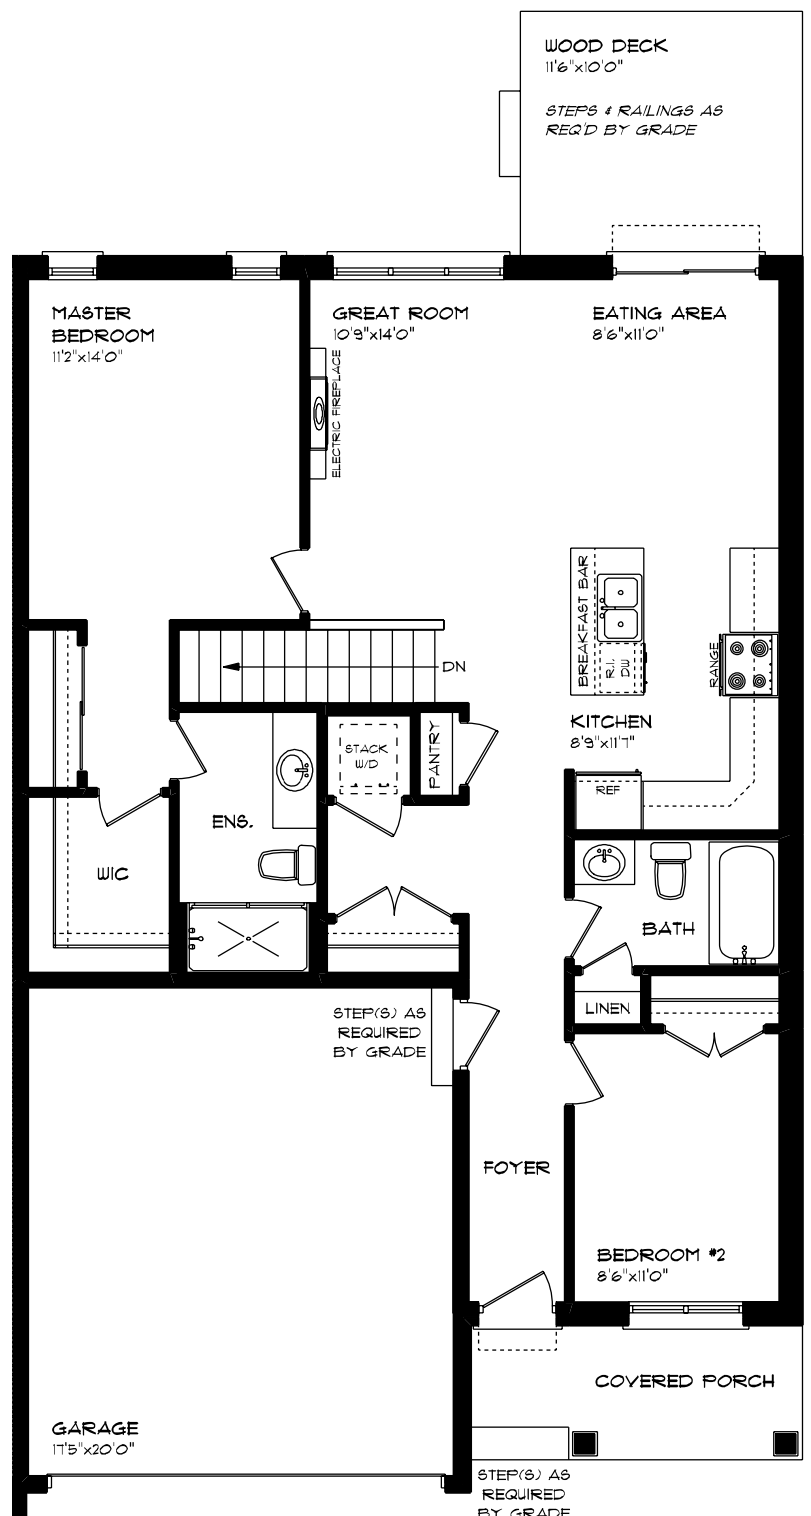 WOOD DECK
11'6"x10'0"
STEPS & RAILINGS AS
REQ'D BY GRADE
MASTER
BEDROOM
11'2"x14'0"
GREAT ROOM
10'9"x14'0"
EATING AREA
8'6"x11'0"
ELECTRIC FIREPLACE
BREAKFAST BAR
R.I.
DW
RANGE
DN
KITCHEN
8'9"x11'7"
STACK
W/D
PANTRY
REF
ENS.
WIC
BATH
LINEN
STEP(S) AS
REQUIRED
BY GRADE
FOYER
BEDROOM #2
8'6"x11'0"
COVERED PORCH
GARAGE
17'5"x20'0"
STEP(S) AS
REQUIRED
BY GRADE